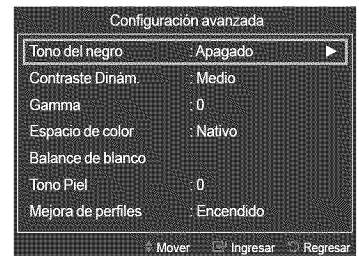 Configuración avanzada
Tono del negro : Apagado ►
Contraste Dinám. : Medio
Gamma : 0
Espacio de color : Nativo
Balance de blanco
Tono Piel : 0
Mejora de perfiles : Encendido
Mover Ingresar Regresar